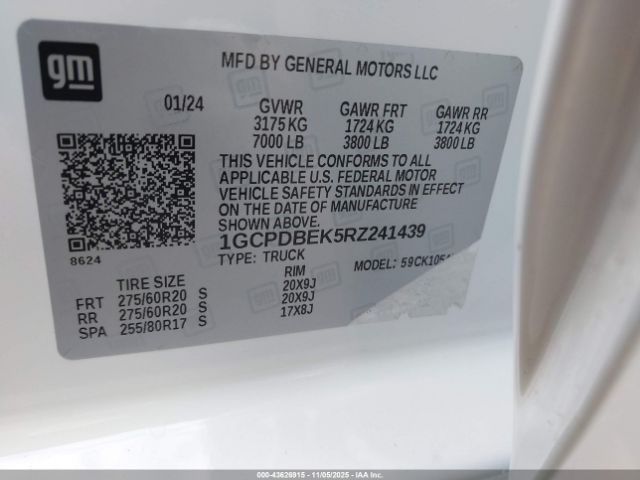 gm
MFD BY GENERAL MOTORS LLC
01/24 GVWR GAWR FRT GAWR RR
3175 KG 1724 KG 1724 KG
7000 LB 3800 LB 3800 LB
THIS VEHICLE CONFORMS TO ALL
APPLICABLE U.S. FEDERAL MOTOR
VEHICLE SAFETY STANDARDS IN EFFECT
ON THE DATE OF MANUFACTURE
SHOWN ABOVE.
1GCPDBEK5RZ241439
8624
TYPE: TRUCK MODEL:
TIRE SIZE RIM
FRT 275/60R20 S 20X9J
RR 275/60R20 S 20X9J
SPA 255/80R17 S 17X8J
000-43626915 - 11/05/2025 - IAA Inc.